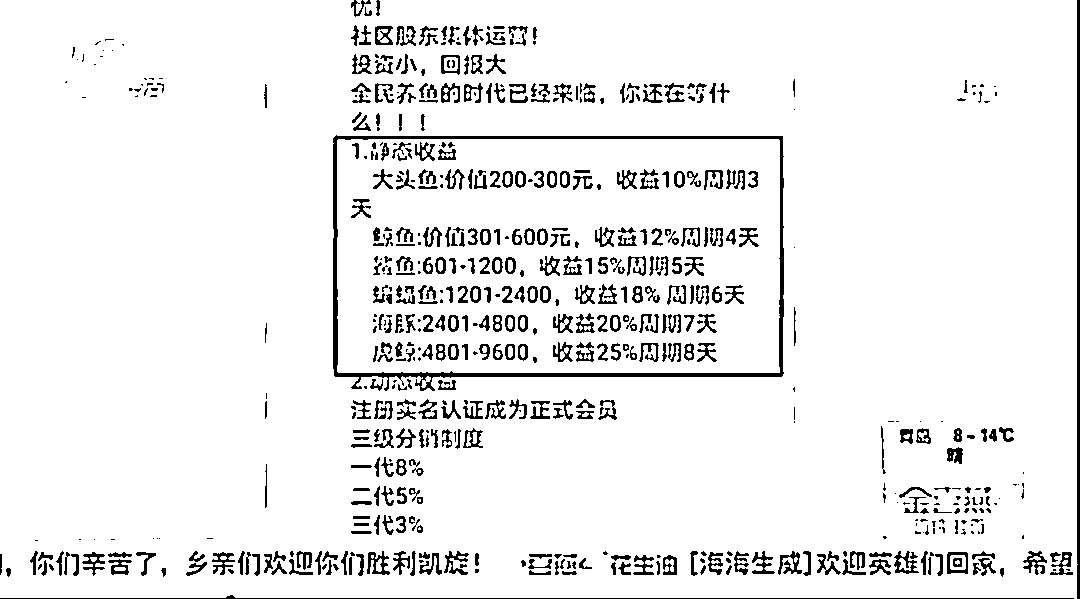 优!
社区股东集体运营!
投资小，回报大
全民养鱼的时代已经来临，你还在等什
么!!!
1.静态收益
大头鱼:价值200-300元，收益10%周期3
天
鲸鱼:价值301-600元，收益12%周期4天
鲨鱼:601-1200，收益15%周期5天
蝙蝠鱼:1201-2400，收益18% 周期6天
海豚:2401-4800，收益20%周期7天
虎鲸:4801-9600，收益25%周期8天
2.动态收益
注册实名认证成为正式会员
三级分销制度
一代8%
二代5%
三代3%
青岛 8-14℃
晴
，你们辛苦了，乡亲们欢迎你们胜利凯旋!
花生油 [海海生威]欢迎英雄们回家，希望